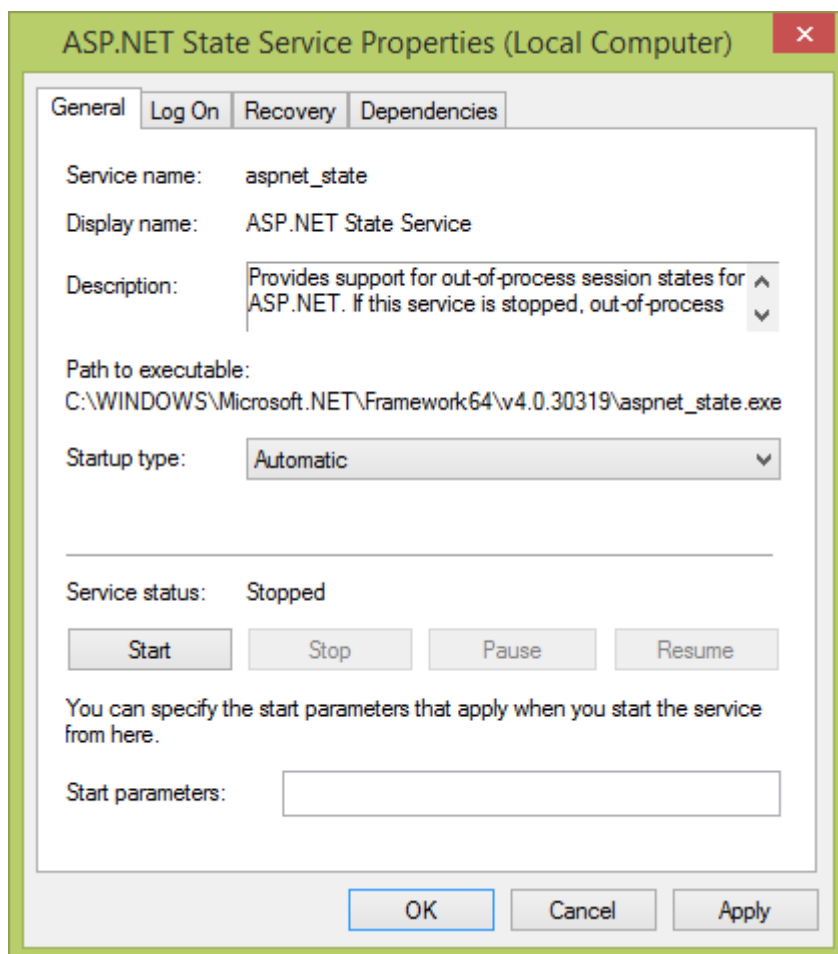 ASP.NET State Service Properties (Local Computer)
General Log On Recovery Dependencies
Service name: aspnet_state
Display name: ASP.NET State Service
Description: Provides support for out-of-process session states for
ASP.NET. If this service is stopped, out-of-process
Path to executable:
C:\WINDOWS\Microsoft.NET\Framework64\v4.0.30319\aspnet_state.exe
Startup type: Automatic
Service status: Stopped
Start Stop Pause Resume
You can specify the start parameters that apply when you start the service
from here.
Start parameters:
OK Cancel Apply